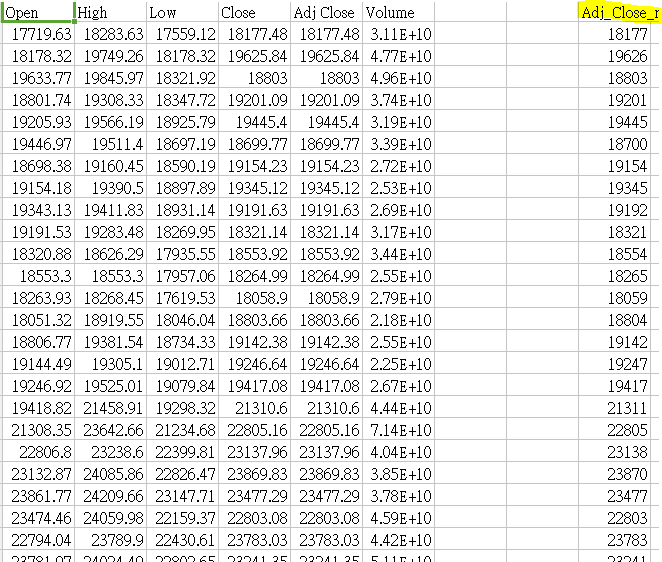 Open High Low Close Adj Close Volume Adj_Close_r
17719.63 18283.63 17559.12 18177.48 18177.48 3.11E+10 18177
18178.32 19749.26 18178.32 19625.84 19625.84 4.77E+10 19626
19633.77 19845.97 18321.92 18803 18803 4.96E+10 18803
18801.74 19308.33 18347.72 19201.09 19201.09 3.74E+10 19201
19205.93 19566.19 18925.79 19445.4 19445.4 3.19E+10 19445
19446.97 19511.4 18697.19 18699.77 18699.77 3.39E+10 18700
18698.38 19160.45 18590.19 19154.23 19154.23 2.72E+10 19154
19154.18 19390.5 18897.89 19345.12 19345.12 2.53E+10 19345
19343.13 19411.83 18931.14 19191.63 19191.63 2.69E+10 19192
19191.53 19283.48 18269.95 18321.14 18321.14 3.17E+10 18321
18320.88 18626.29 17935.55 18553.92 18553.92 3.44E+10 18554
18553.3 18553.3 17957.06 18264.99 18264.99 2.55E+10 18265
18263.93 18268.45 17619.53 18058.9 18058.9 2.79E+10 18059
18051.32 18919.55 18046.04 18803.66 18803.66 2.18E+10 18804
18806.77 19381.54 18734.33 19142.38 19142.38 2.55E+10 19142
19144.49 19305.1 19012.71 19246.64 19246.64 2.25E+10 19247
19246.92 19525.01 19079.84 19417.08 19417.08 2.67E+10 19417
19418.82 21458.91 19298.32 21310.6 21310.6 4.44E+10 21311
21308.35 23642.66 21234.68 22805.16 22805.16 7.14E+10 22805
22806.8 23238.6 22399.81 23137.96 23137.96 4.04E+10 23138
23132.87 24085.86 22826.47 23869.83 23869.83 3.85E+10 23870
23861.77 24209.66 23147.71 23477.29 23477.29 3.78E+10 23477
23474.46 24059.98 22159.37 22803.08 22803.08 4.59E+10 22803
22794.04 23789.9 22430.61 23783.03 23783.03 4.42E+10 23783
23781.97 24024.49 22802.65 23241.35 23241.35 5.11E+10 23241